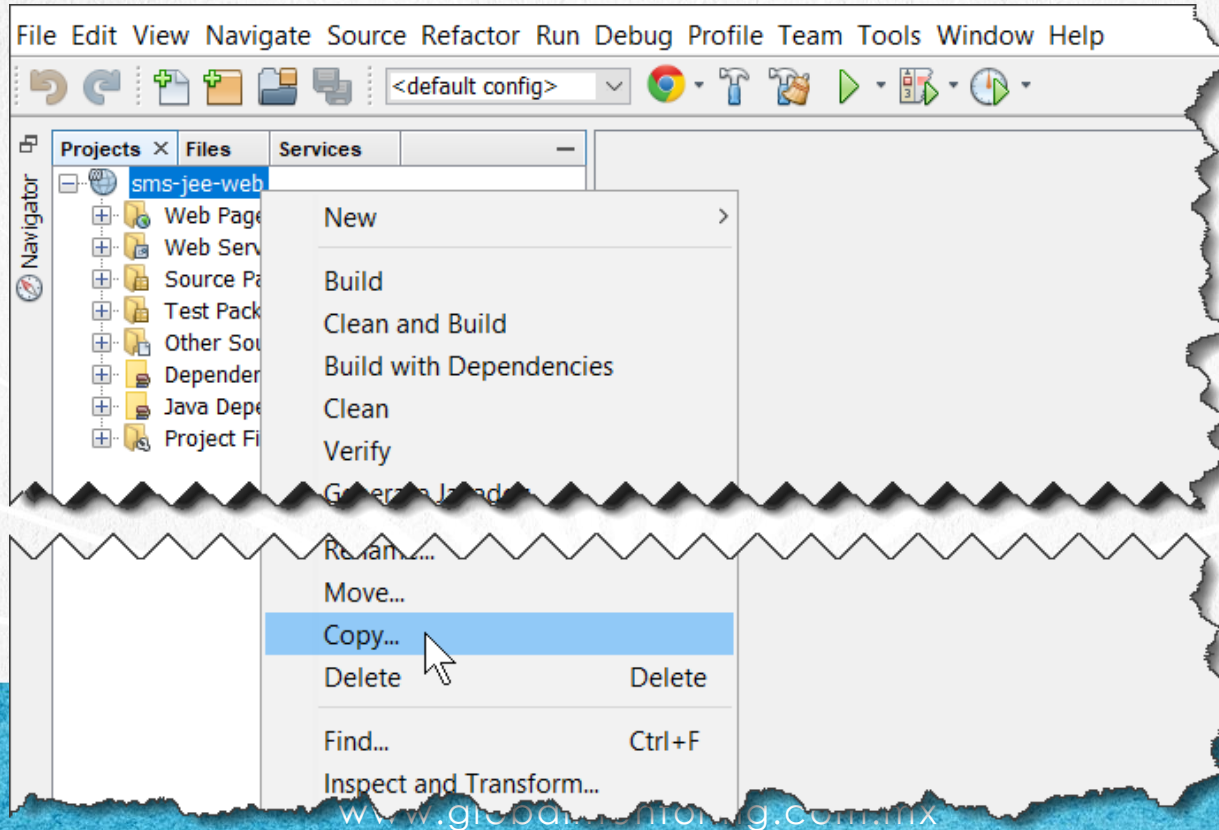 File Edit View Navigate Source Refactor Run Debug Profile Team Tools Window Help
<default config>
Projects Files Services
Navigator
sms-jee-web
Web Page
Web Serv
Source Pa
Test Pack
Other Sou
Depender
Java Depe
Project Fi
New
Build
Clean and Build
Build with Dependencies
Clean
Verify
Rename...
Move...
Copy...
Delete Delete
Find... Ctrl+F
Inspect and Transform...